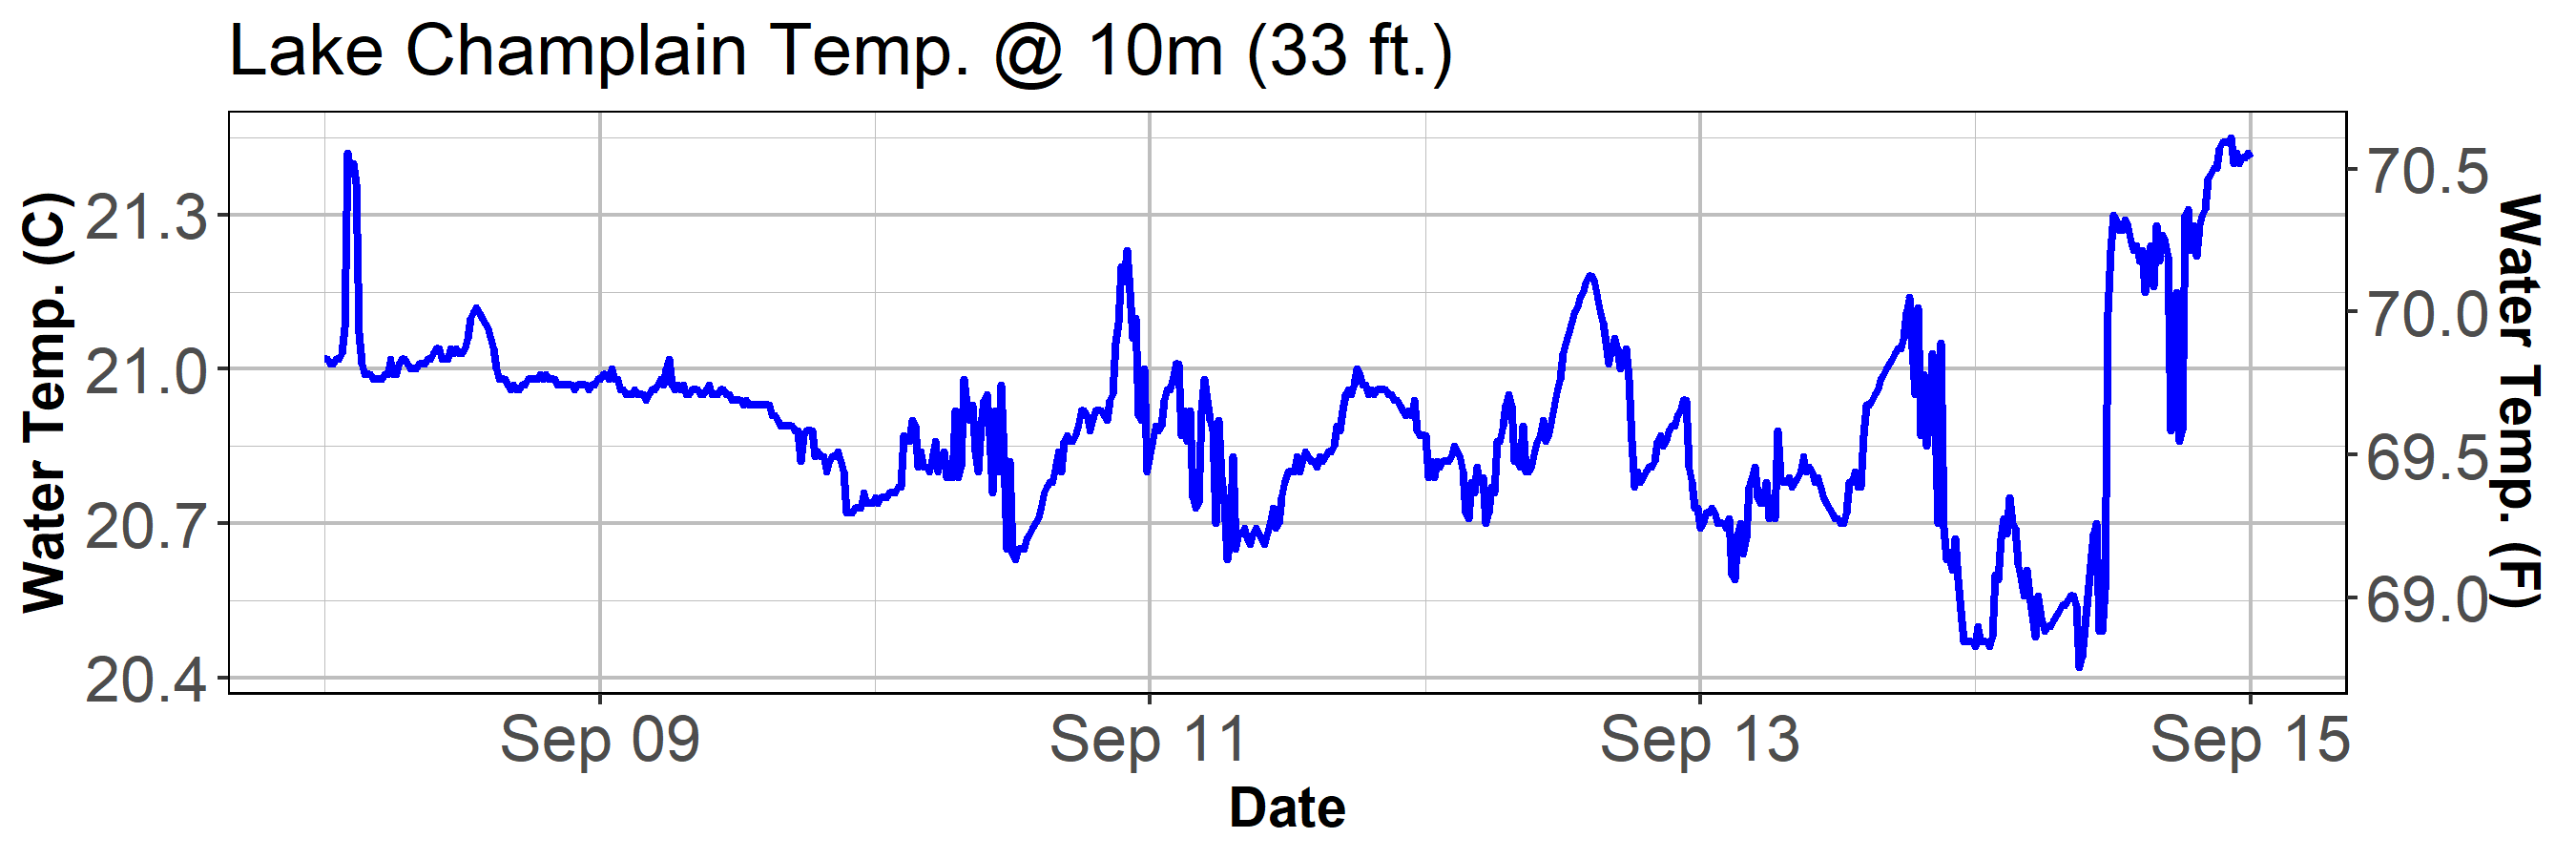 Lake Champlain Temp. @ 10m (33 ft.)
Water Temp. (C)
21.3
21.0
20.7
20.4
70.5
70.0
69.5
69.0
Water Temp. (F)
Sep 09
Sep 11
Sep 13
Sep 15
Date